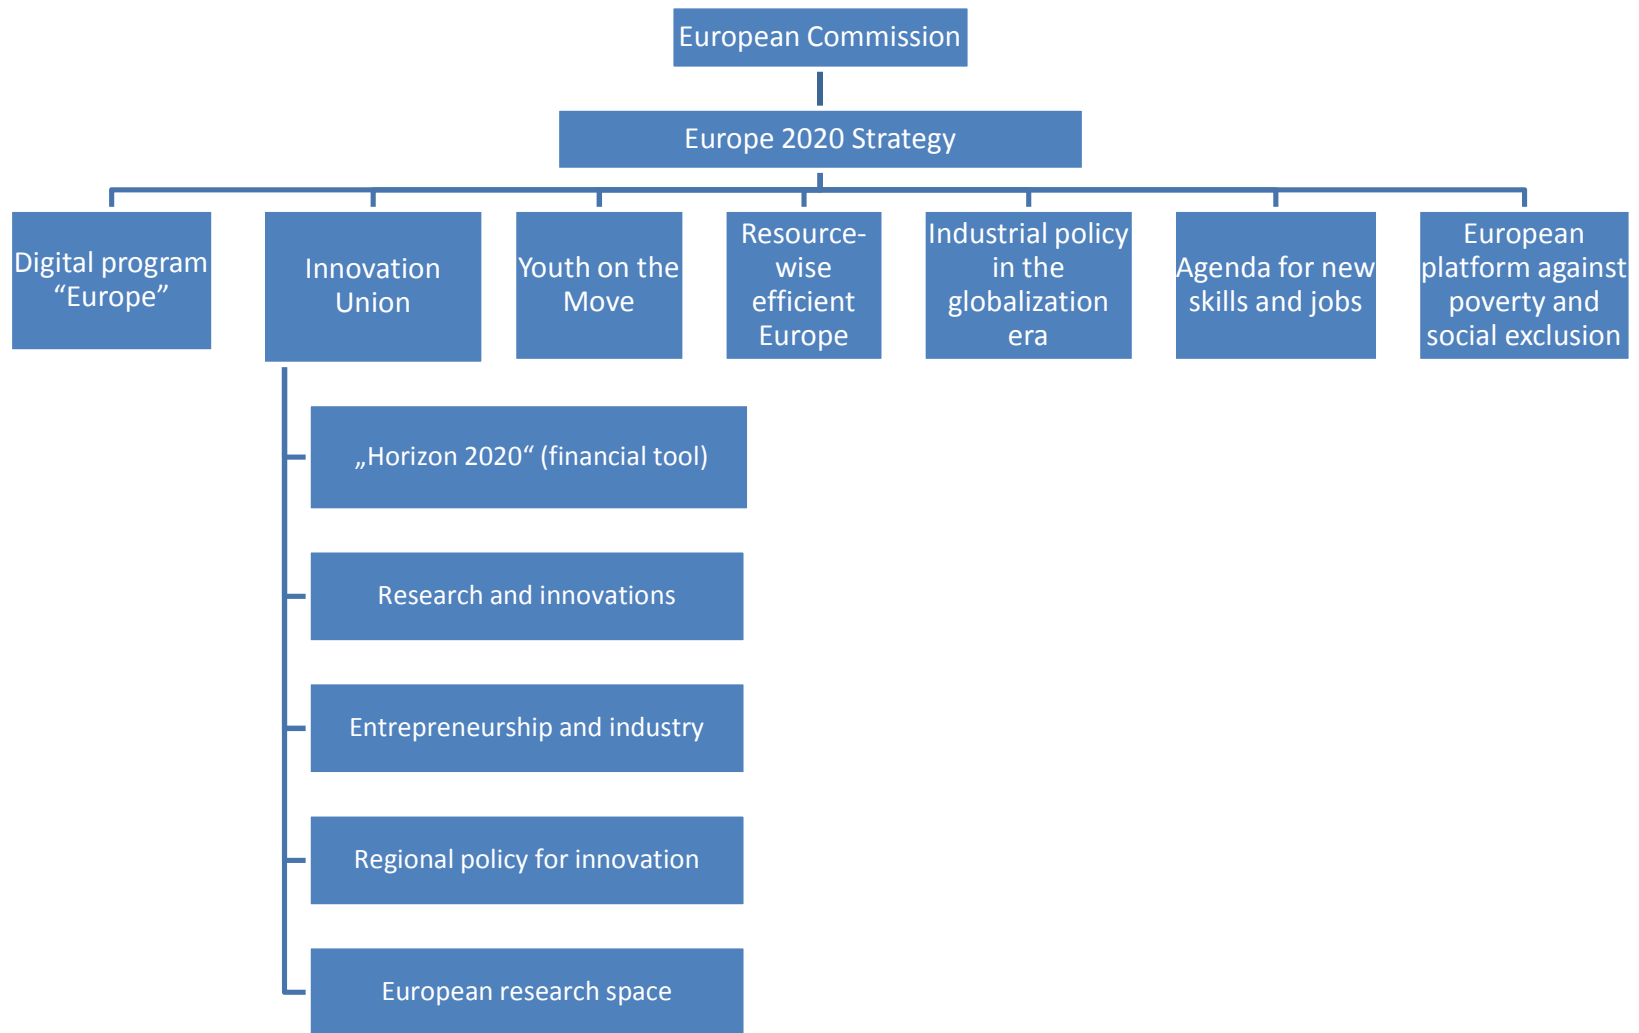 European Commission
Europe 2020 Strategy
Digital program
“Europe”
Innovation
Union
Youth on the
Move
Resource-
wise
efficient
Europe
Industrial policy
in the
globalization
era
Agenda for new
skills and jobs
European
platform against
poverty and
social exclusion
„Horizon 2020“ (financial tool)
Research and innovations
Entrepreneurship and industry
Regional policy for innovation
European research space